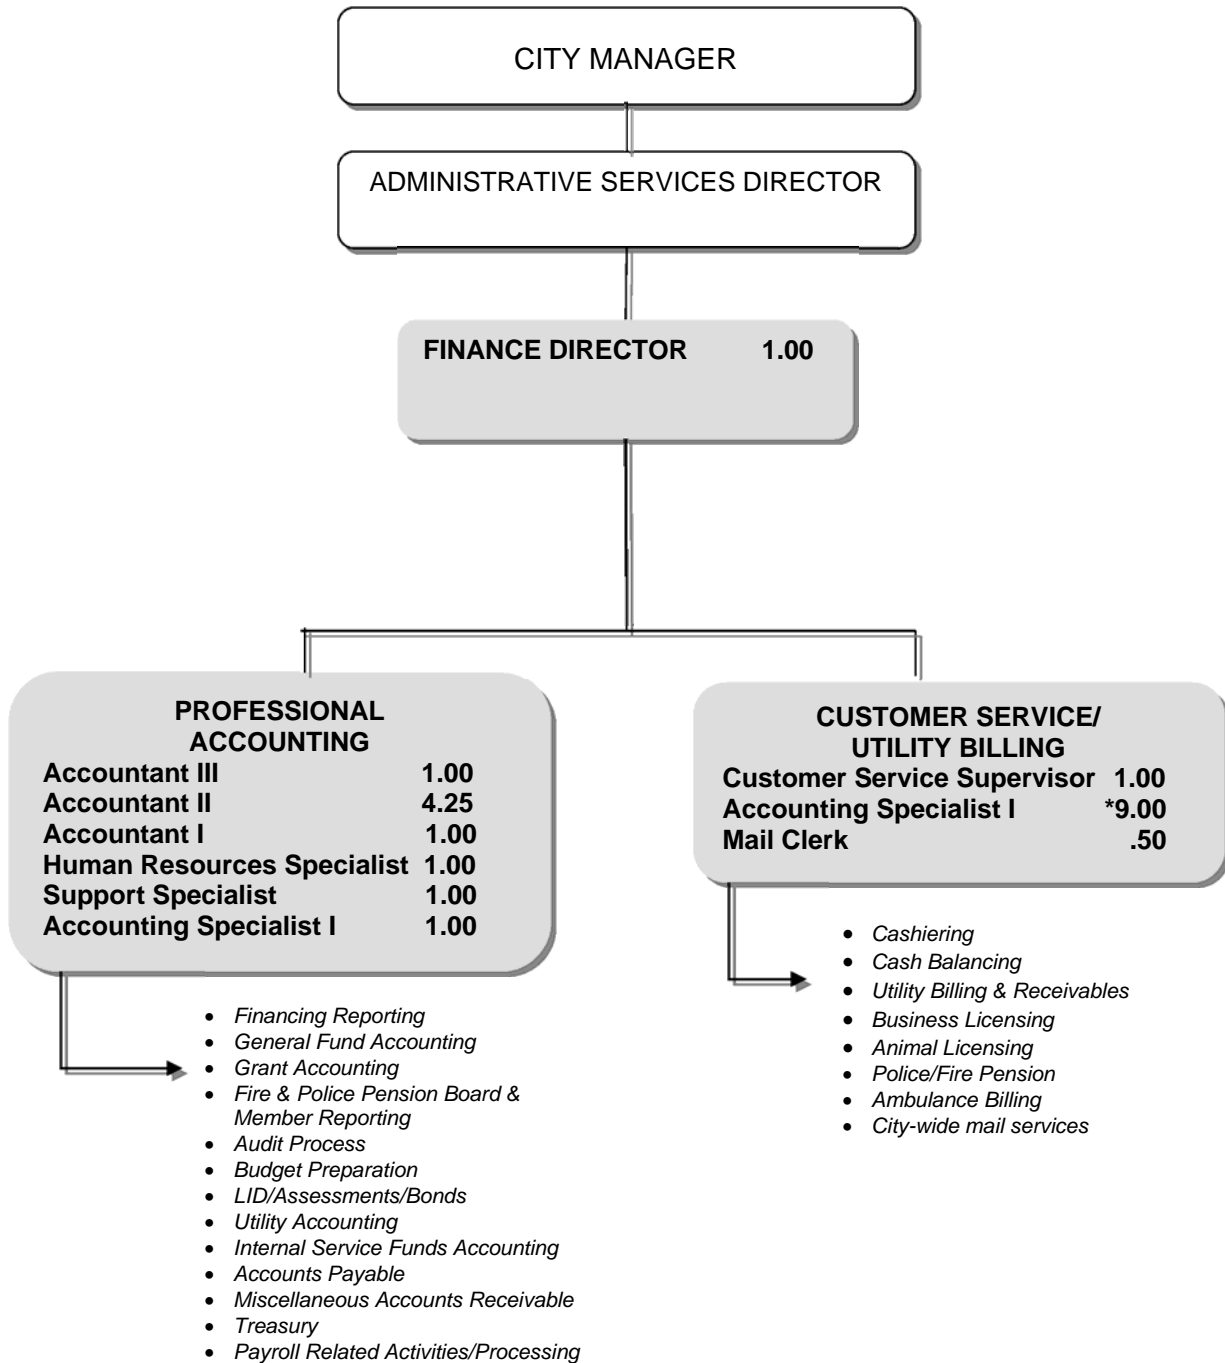 CITY MANAGER
ADMINISTRATIVE SERVICES DIRECTOR
FINANCE DIRECTOR 1.00
PROFESSIONAL
ACCOUNTING
Accountant III 1.00
Accountant II 4.25
Accountant I 1.00
Human Resources Specialist 1.00
Support Specialist 1.00
Accounting Specialist I 1.00
• Financing Reporting
• General Fund Accounting
• Grant Accounting
• Fire & Police Pension Board &
Member Reporting
• Audit Process
• Budget Preparation
• LID/Assessments/Bonds
• Utility Accounting
• Internal Service Funds Accounting
• Accounts Payable
• Miscellaneous Accounts Receivable
• Treasury
• Payroll Related Activities/Processing
CUSTOMER SERVICE/
UTILITY BILLING
Customer Service Supervisor 1.00
Accounting Specialist I *9.00
Mail Clerk .50
• Cashiering
• Cash Balancing
• Utility Billing & Receivables
• Business Licensing
• Animal Licensing
• Police/Fire Pension
• Ambulance Billing
• City-wide mail services